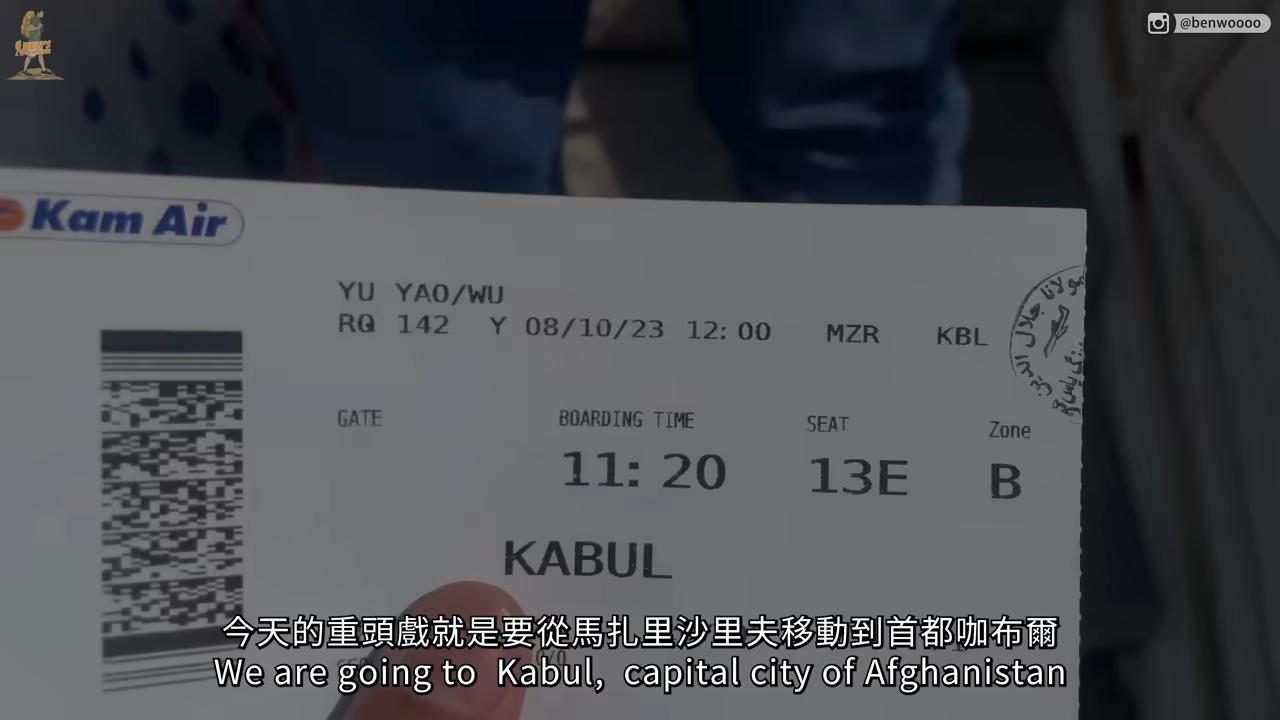 @benwoooo
Kam Air
YU YAO/WU
RQ 142 Y 08/10/23 12:00 MZR KBL
GATE BOARDING TIME SEAT Zone
11:20 13E B
KABUL
今天的重頭戲就是要從馬扎里沙里夫移動到首都咖布爾
We are going to Kabul, capital city of Afghanistan